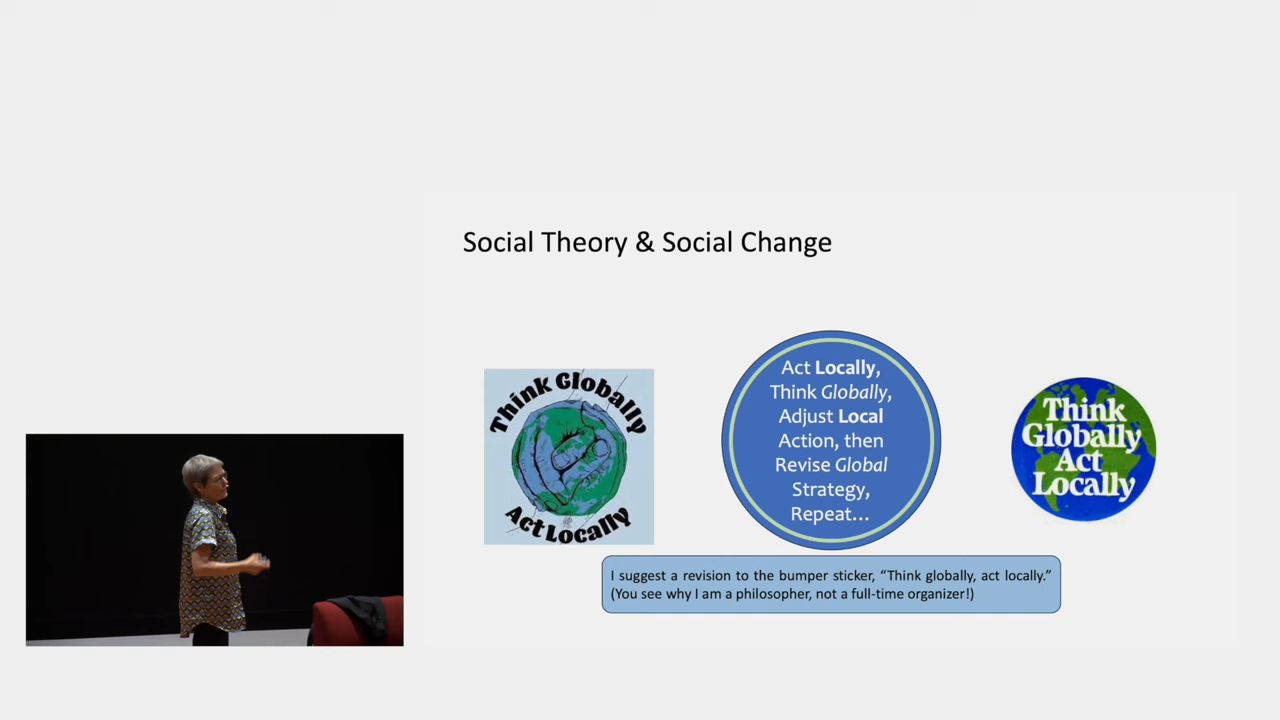 Social Theory & Social Change
Think Globally
Act Locally
Act Locally,
Think Globally,
Adjust Local
Action, then
Revise Global
Strategy,
Repeat…
Think
Globally
Act
Locally
I suggest a revision to the bumper sticker, “Think globally, act locally.”
(You see why I am a philosopher, not a full-time organizer!)